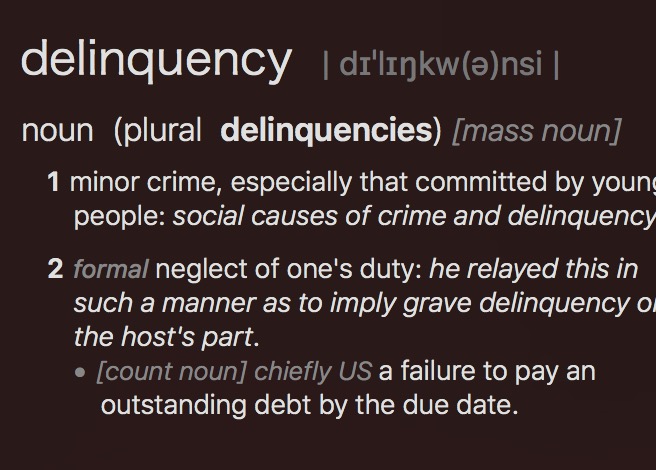 delinquency | dɪˈlɪŋkw(ə)nsi |
noun (plural delinquencies) [mass noun]
1 minor crime, especially that committed by young
people: social causes of crime and delinquency
2 formal neglect of one's duty: he relayed this in
such a manner as to imply grave delinquency on
the host's part.
• [count noun] chiefly US a failure to pay an
outstanding debt by the due date.